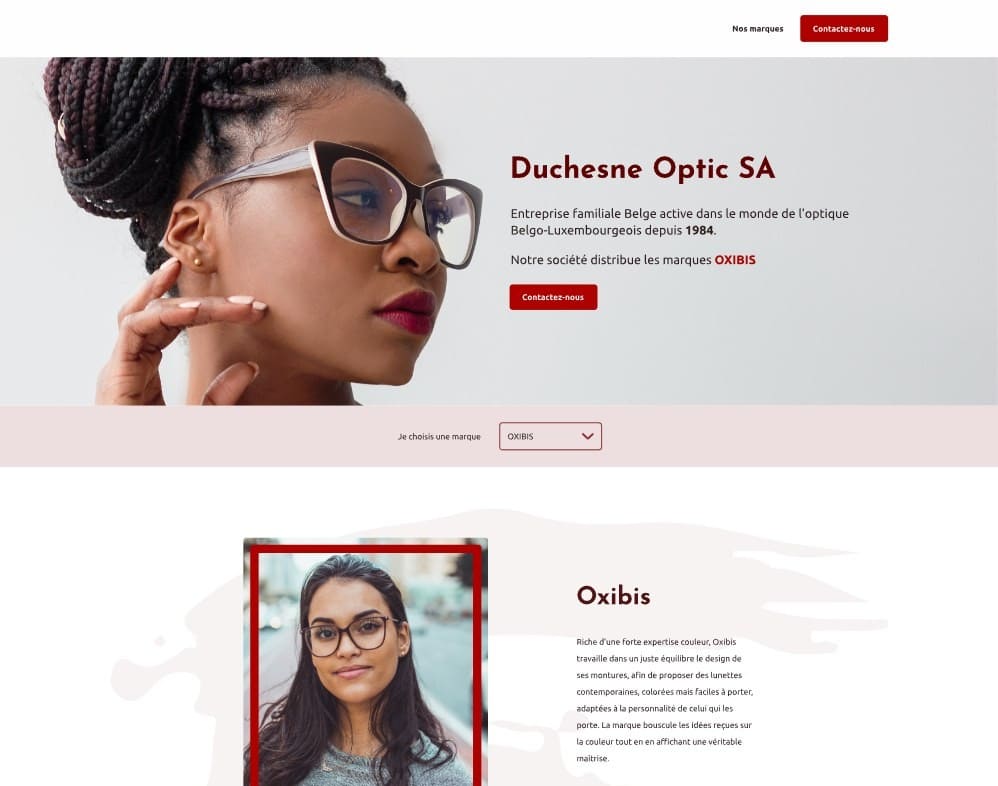 Nos marques
Contactez-nous
Duchesne Optic SA
Entreprise familiale Belge active dans le monde de l'optique
Belgo-Luxembourgeois depuis 1984.
Notre société distribue les marques OXIBIS
Contactez-nous
Je choisis une marque
OXIBIS
Oxibis
Riche d'une forte expertise couleur, Oxibis
travaille dans un juste équilibre le design de
ses montures, afin de proposer des lunettes
contemporaines, colorées mais faciles à porter,
adaptées à la personnalité de celui qui les
porte. La marque bouscule les idées reçues sur
la couleur tout en en affichant une véritable
maitrise.